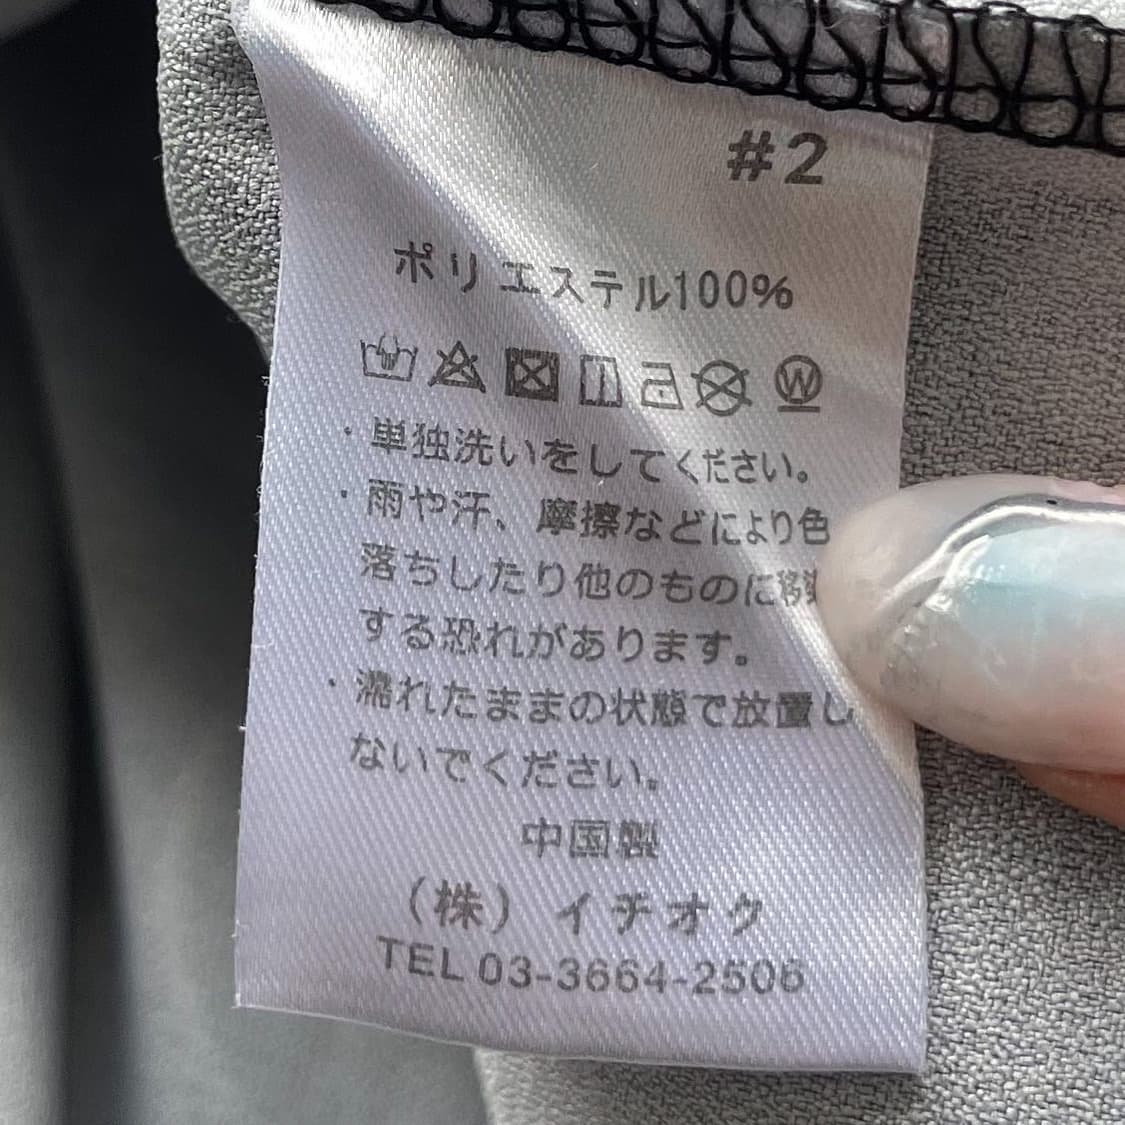 #2
ポリエステル100%
W
・単独洗いをしてください。
・雨や汗、摩擦などにより色
落ちしたり他のものに移染
する恐れがあります。
・濡れたままの状態で放置し
ないでください。
中国製
（株）イチオク
TEL 03-3664-2506